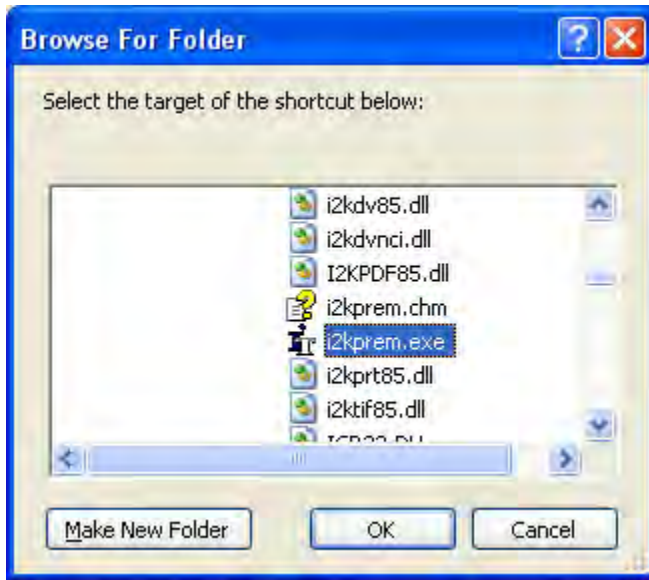 Browse For Folder
Select the target of the shortcut below:
i2kdv85.dll
i2kdvnci.dll
I2KPDF85.dll
i2kprem.chm
i2kprem.exe
i2kprt85.dll
i2ktif85.dll
Make New Folder
OK
Cancel